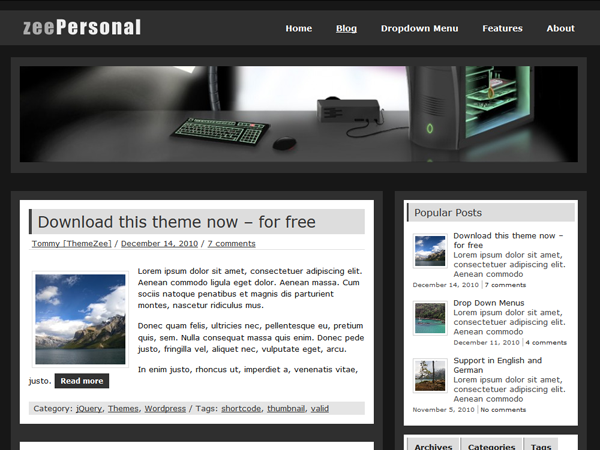 zeePersonal
Home Blog Dropdown Menu Features About
Download this theme now – for free
Tommy [ThemeZee] / December 14, 2010 / 7 comments
Lorem ipsum dolor sit amet, consectetuer adipiscing elit.
Aenean commodo ligula eget dolor. Aenean massa. Cum
sociis natoque penatibus et magnis dis parturient
montes, nascetur ridiculus mus.
Donec quam felis, ultricies nec, pellentesque eu, pretium
quis, sem. Nulla consequat massa quis enim. Donec pede
justo, fringilla vel, aliquet nec, vulputate eget, arcu.
In enim justo, rhoncus ut, imperdiet a, venenatis vitae,
justo. Read more
Category: jQuery, Themes, Wordpress / Tags: shortcode, thumbnail, valid
Popular Posts
Download this theme now –
for free
Lorem ipsum dolor sit amet,
consectetuer adipiscing elit.
Aenean commodo
December 14, 2010 | 7 comments
Drop Down Menus
Lorem ipsum dolor sit amet,
consectetuer adipiscing elit.
Aenean commodo
December 11, 2010 | 4 comments
Support in English and
German
Lorem ipsum dolor sit amet,
consectetuer adipiscing elit.
Aenean commodo
November 5, 2010 | No comments
Archives Categories Tags